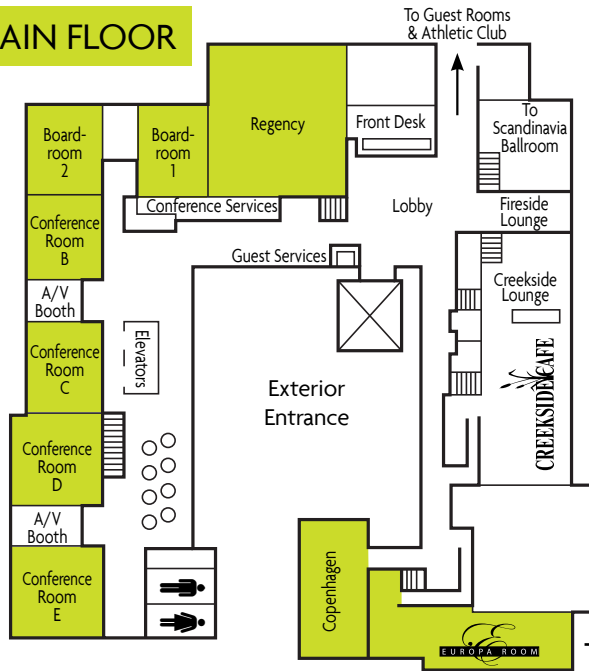 AIN FLOOR
To Guest Rooms
& Athletic Club
Board-
room
2
Board-
room
1
Regency
Front Desk
To
Scandinavia
Ballroom
Conference Services
Lobby
Fireside
Lounge
Conference
Room
B
Guest Services
A/V
Booth
Creekside
Lounge
Conference
Room
C
Elevators
Exterior
Entrance
CREEKSIDE CAFE
Conference
Room
D
A/V
Booth
Conference
Room
E
Copenhagen
E
EUROPA ROOM